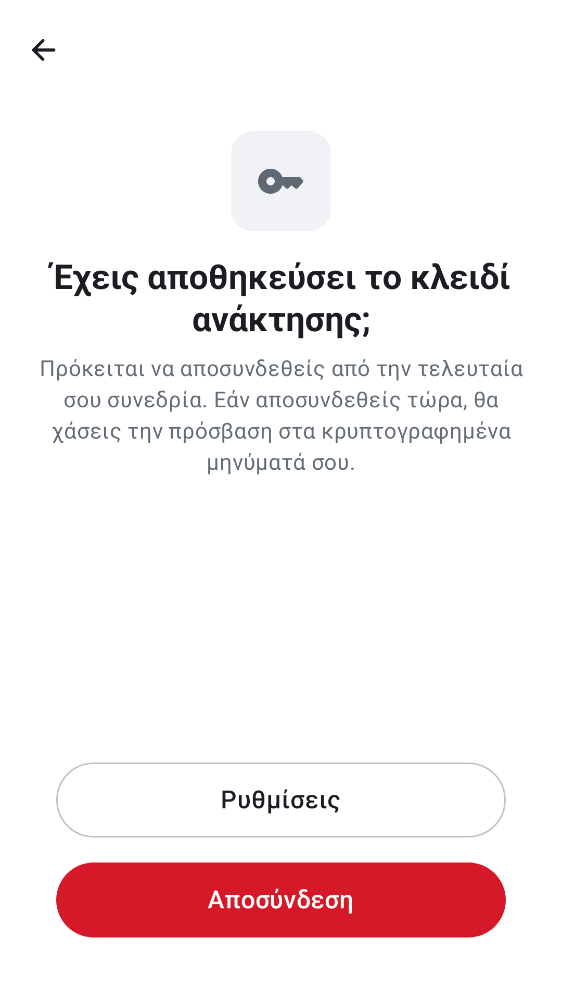 Έχεις αποθηκεύσει το κλειδί
ανάκτησης;
Πρόκειται να αποσυνδεθείς από την τελευταία
σου συνεδρία. Εάν αποσυνδεθείς τώρα, θα
χάσεις την πρόσβαση στα κρυπτογραφημένα
μηνύματά σου.
Ρυθμίσεις
Αποσύνδεση